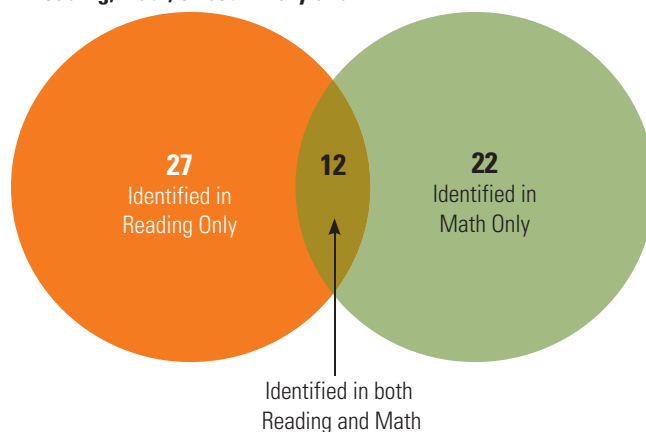 27
Identified in
Reading Only
12
22
Identified in
Math Only
Identified in both
Reading and Math